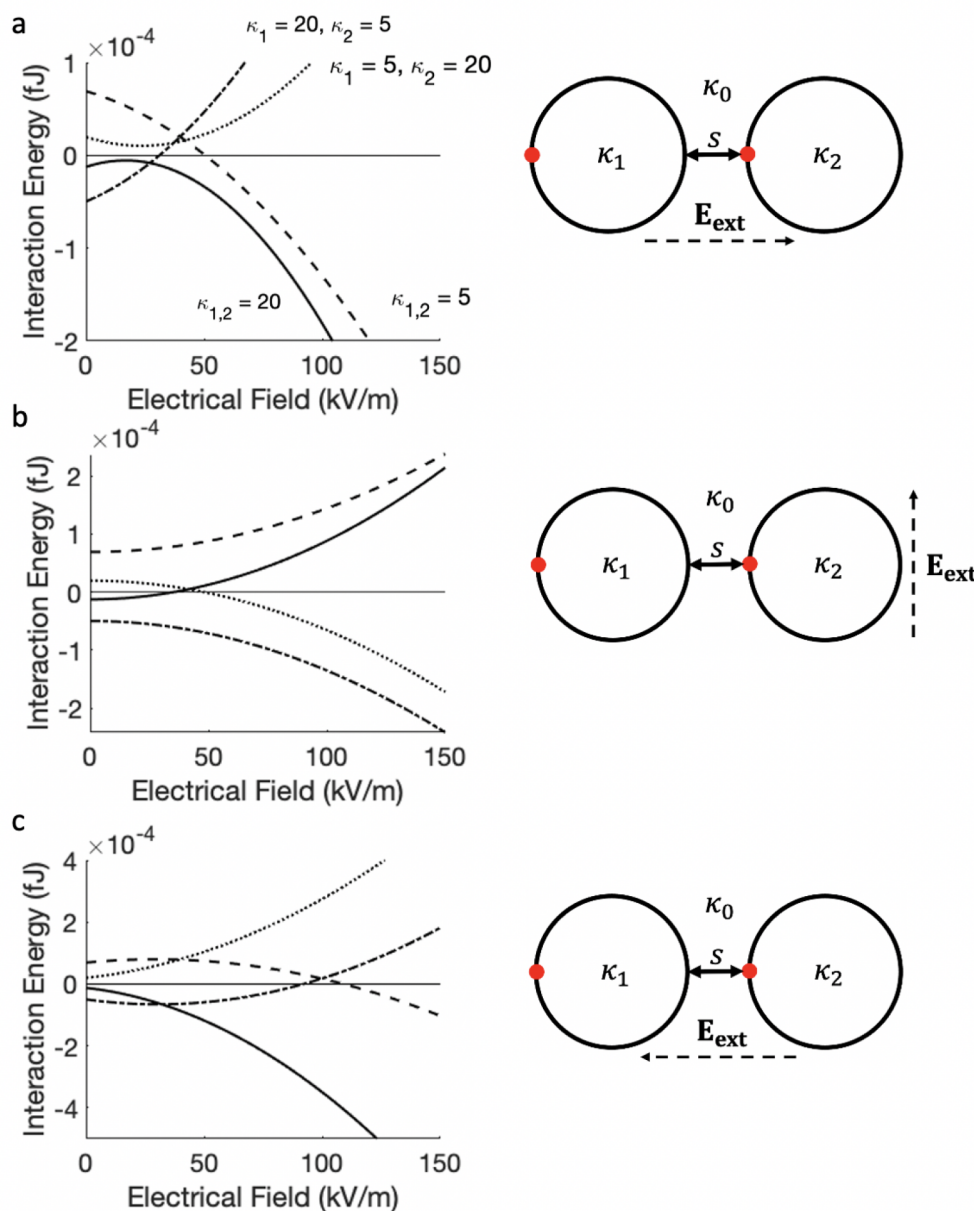 a
×10⁻⁴
κ₁ = 20, κ₂ = 5
κ₁ = 5, κ₂ = 20
1
0
-1
-2
Interaction Energy (fJ)
κ₁,₂ = 20
κ₁,₂ = 5
0 50 100 150
Electrical Field (kV/m)
κ₀
κ₁
s
κ₂
E_ext
b
×10⁻⁴
2
1
0
-1
-2
Interaction Energy (fJ)
0 50 100 150
Electrical Field (kV/m)
κ₀
κ₁
s
κ₂
E_ext
c
×10⁻⁴
4
2
0
-2
-4
Interaction Energy (fJ)
0 50 100 150
Electrical Field (kV/m)
κ₀
κ₁
s
κ₂
E_ext